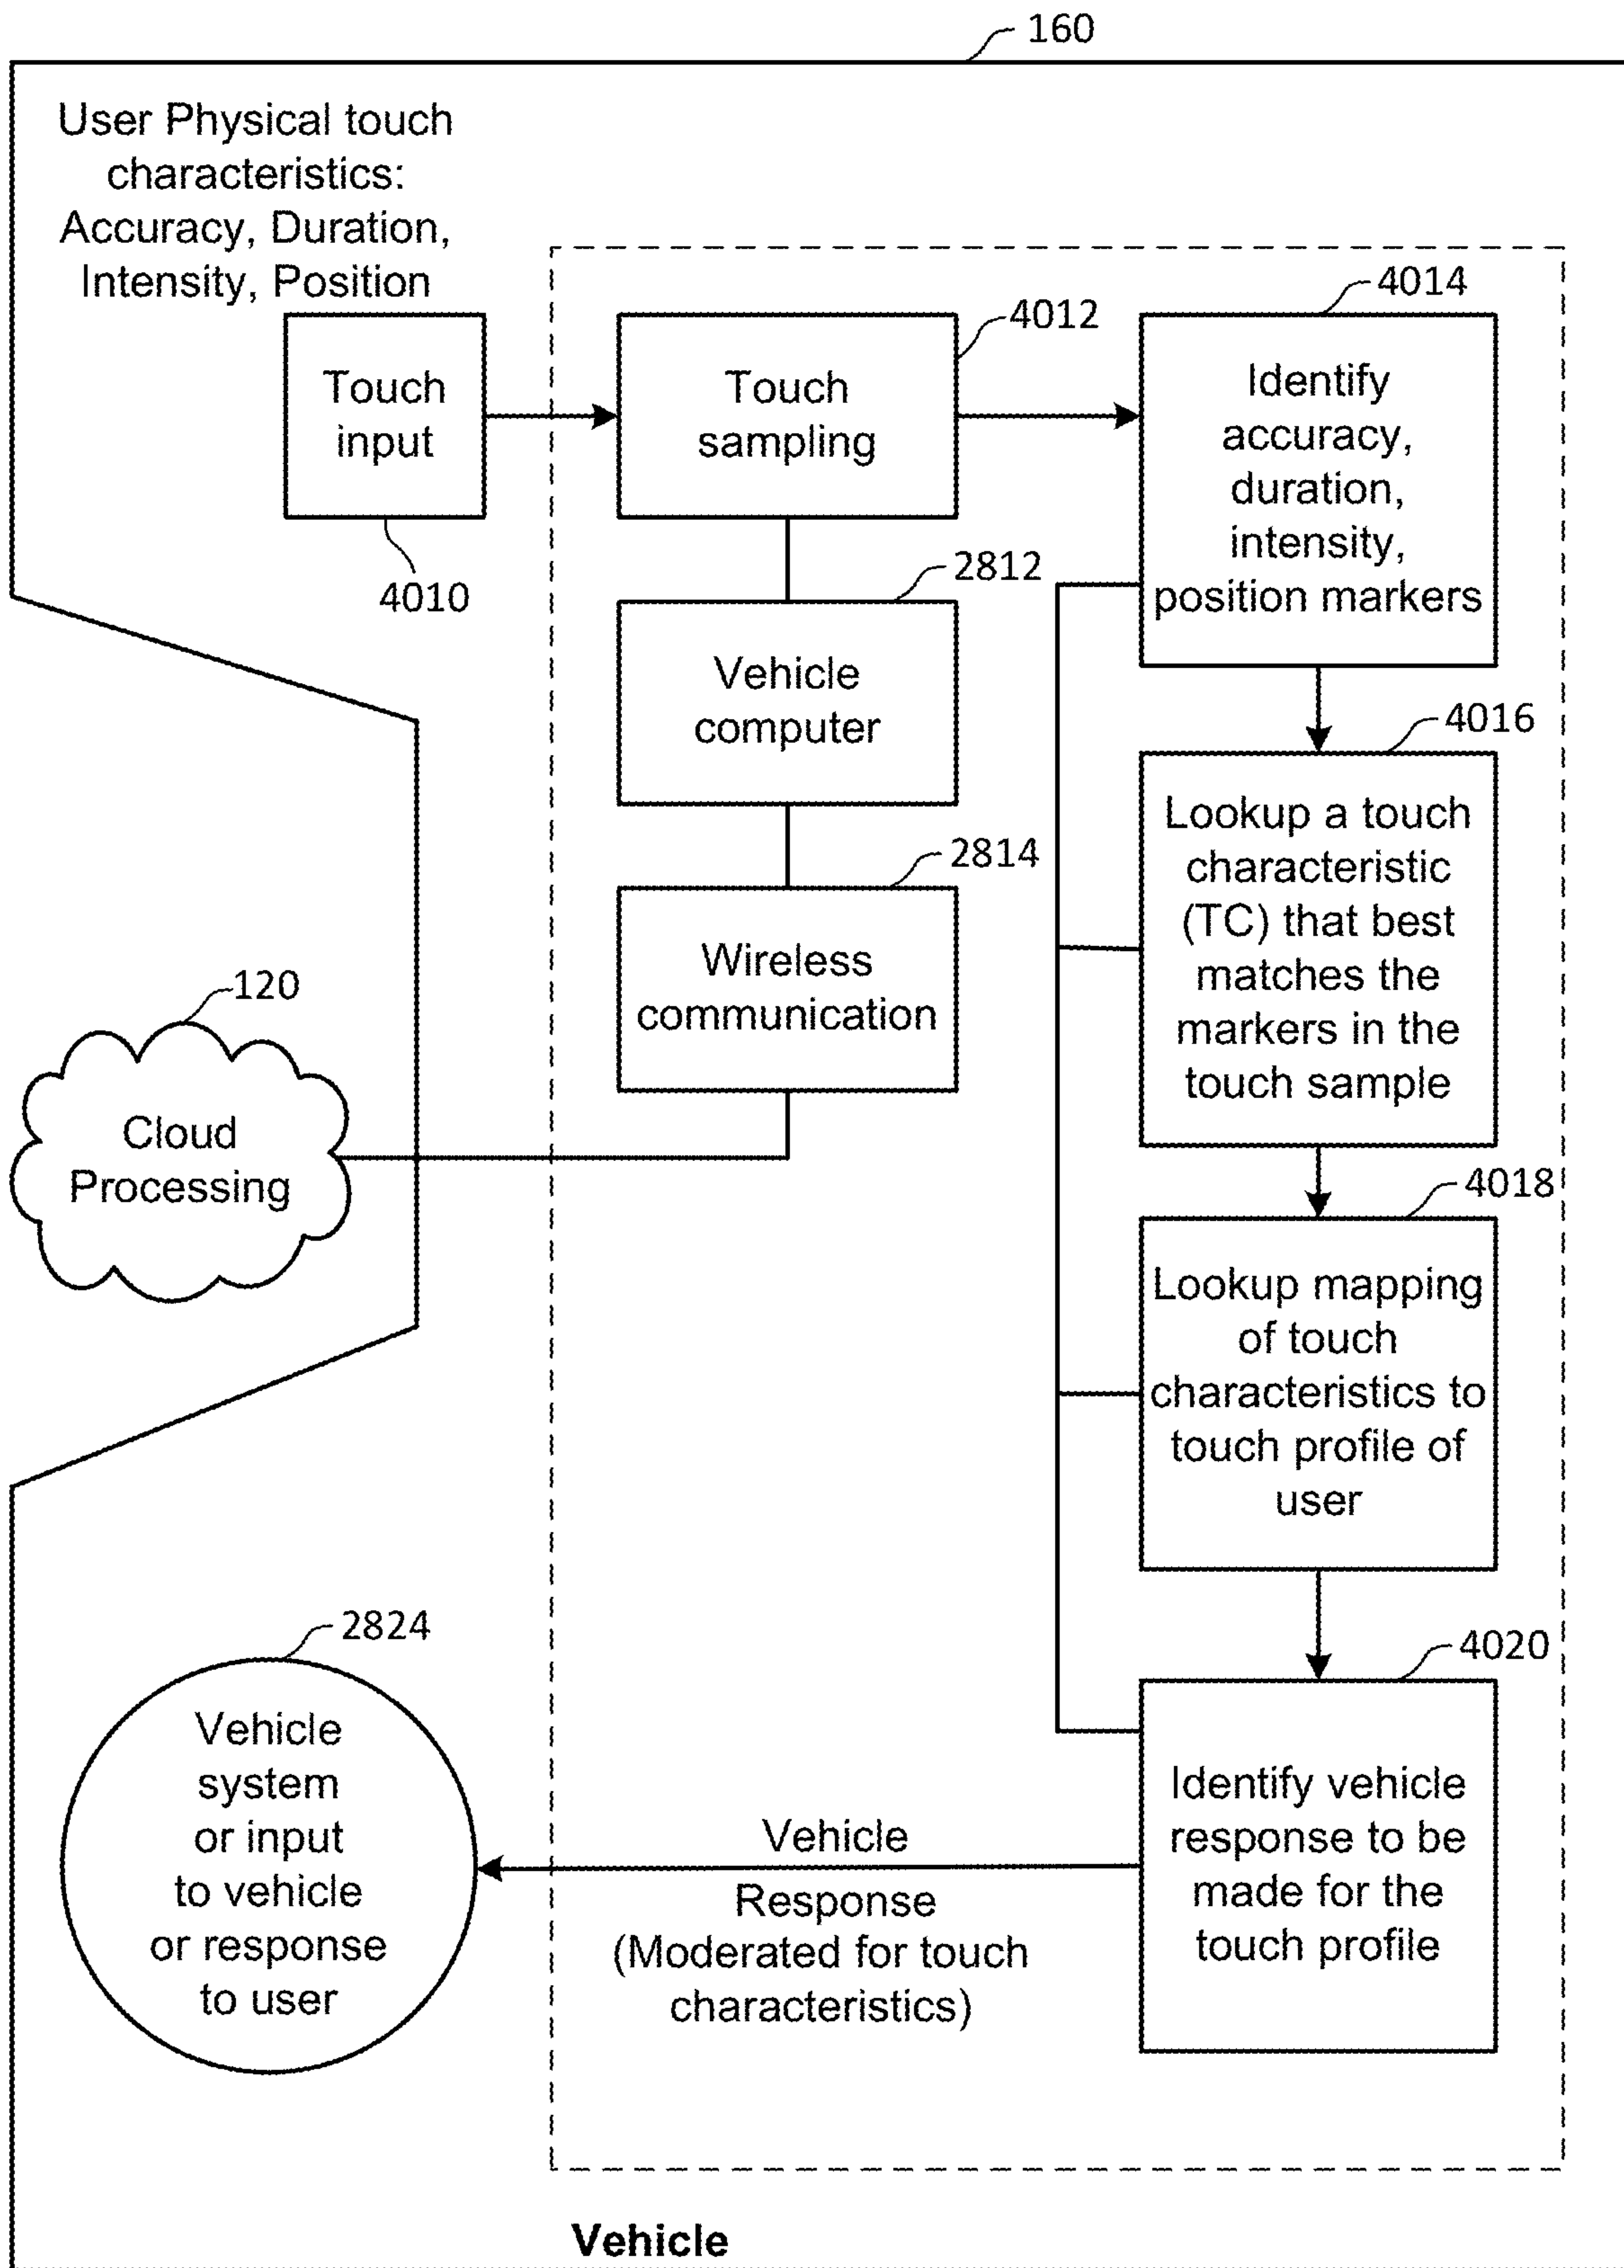 160
User Physical touch
characteristics:
Accuracy, Duration,
Intensity, Position
Touch
input
4010
Touch
sampling
4012
Identify
accuracy,
duration,
intensity,
position markers
4014
Vehicle
computer
2812
Wireless
communication
2814
Cloud
Processing
120
Lookup a touch
characteristic
(TC) that best
matches the
markers in the
touch sample
4016
Lookup mapping
of touch
characteristics to
touch profile of
user
4018
Identify vehicle
response to be
made for the
touch profile
4020
Vehicle
Response
(Moderated for touch
characteristics)
2824
Vehicle
system
or input
to vehicle
or response
to user
Vehicle